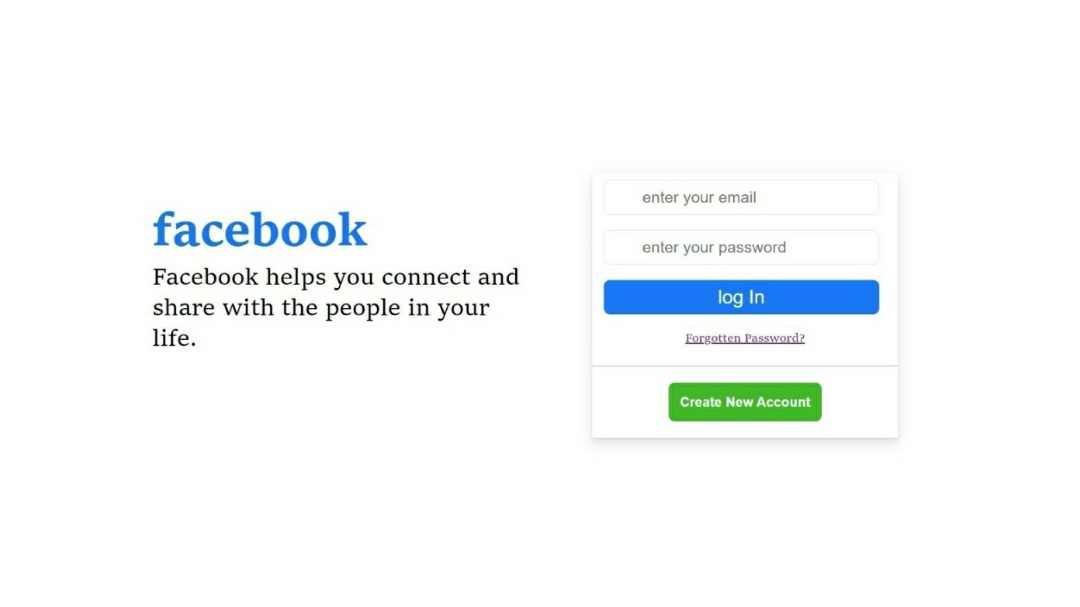 facebook
Facebook helps you connect and
share with the people in your
life.
enter your email
enter your password
log In
Forgotten Password?
Create New Account